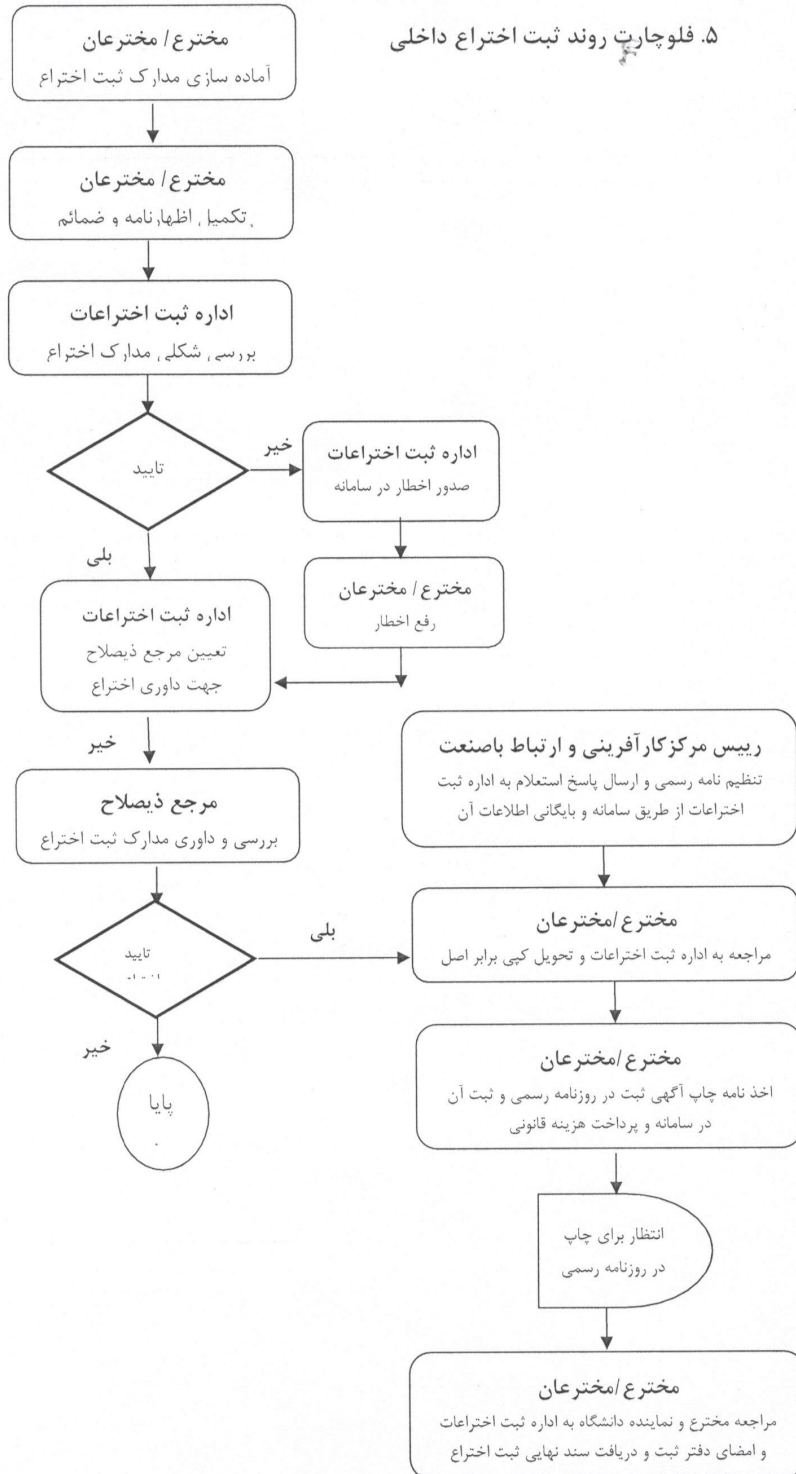 ۵. فلوچارت روند ثبت اختراع داخلی
مخترع/ مخترعان
آماده سازی مدارک ثبت اختراع
مخترع/ مخترعان
تکمیل اظهارنامه و ضمائم
اداره ثبت اختراعات
بررسی شکلی مدارک اختراع
تایید
خیر
اداره ثبت اختراعات
صدور اخطار در سامانه
مخترع/ مخترعان
رفع اخطار
بلی
اداره ثبت اختراعات
تعیین مرجع ذیصلاح
جهت داوری اختراع
خیر
مرجع ذیصلاح
بررسی و داوری مدارک ثبت اختراع
تایید
بلی
خیر
پایا
رییس مرکزکارآفرینی و ارتباط باصنعت
تنظیم نامه رسمی و ارسال پاسخ استعلام به اداره ثبت
اختراعات از طریق سامانه و بایگانی اطلاعات آن
مخترع/مخترعان
مراجعه به اداره ثبت اختراعات و تحویل کپی برابر اصل
مخترع/مخترعان
اخذ نامه چاپ آگهی ثبت در روزنامه رسمی و ثبت آن
در سامانه و پرداخت هزینه قانونی
انتظار برای چاپ
در روزنامه رسمی
مخترع/مخترعان
مراجعه مخترع و نماینده دانشگاه به اداره ثبت اختراعات
و امضای دفتر ثبت و دریافت سند نهایی ثبت اختراع